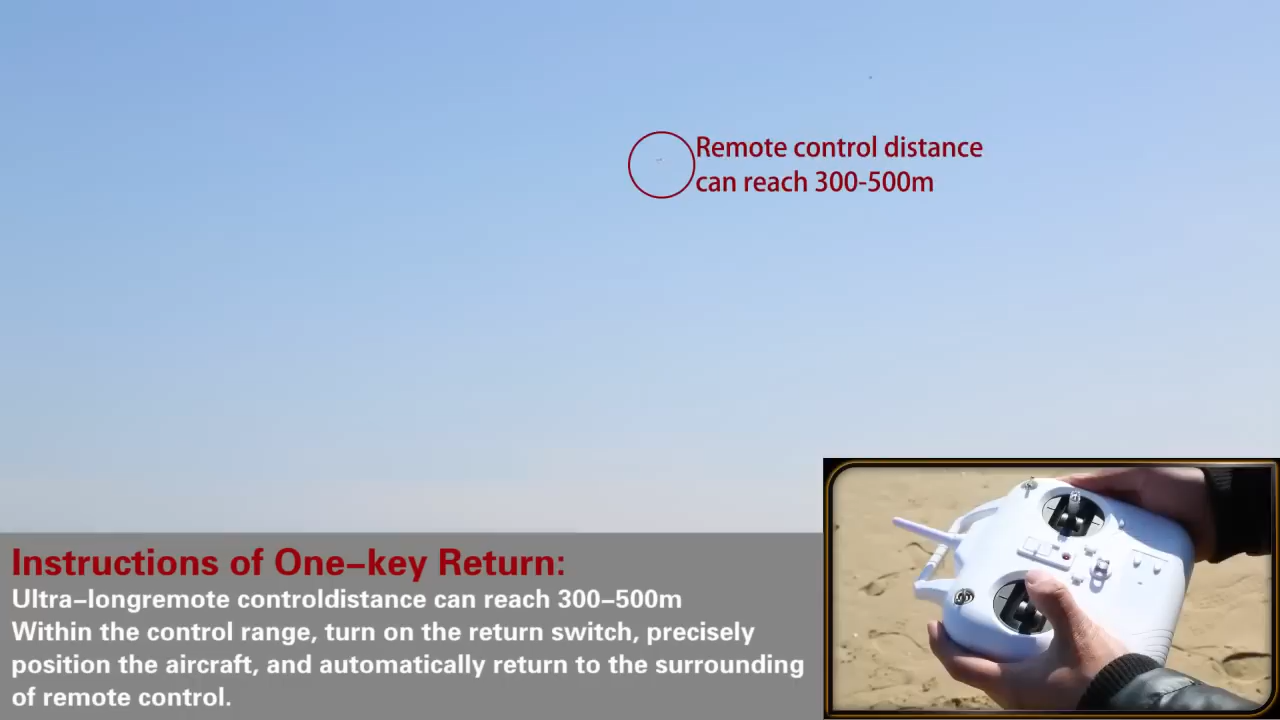 Remote control distance
can reach 300-500m
Instructions of One-key Return:
Ultra-longremote controldistance can reach 300-500m
Within the control range, turn on the return switch, precisely
position the aircraft, and automatically return to the surrounding
of remote control.